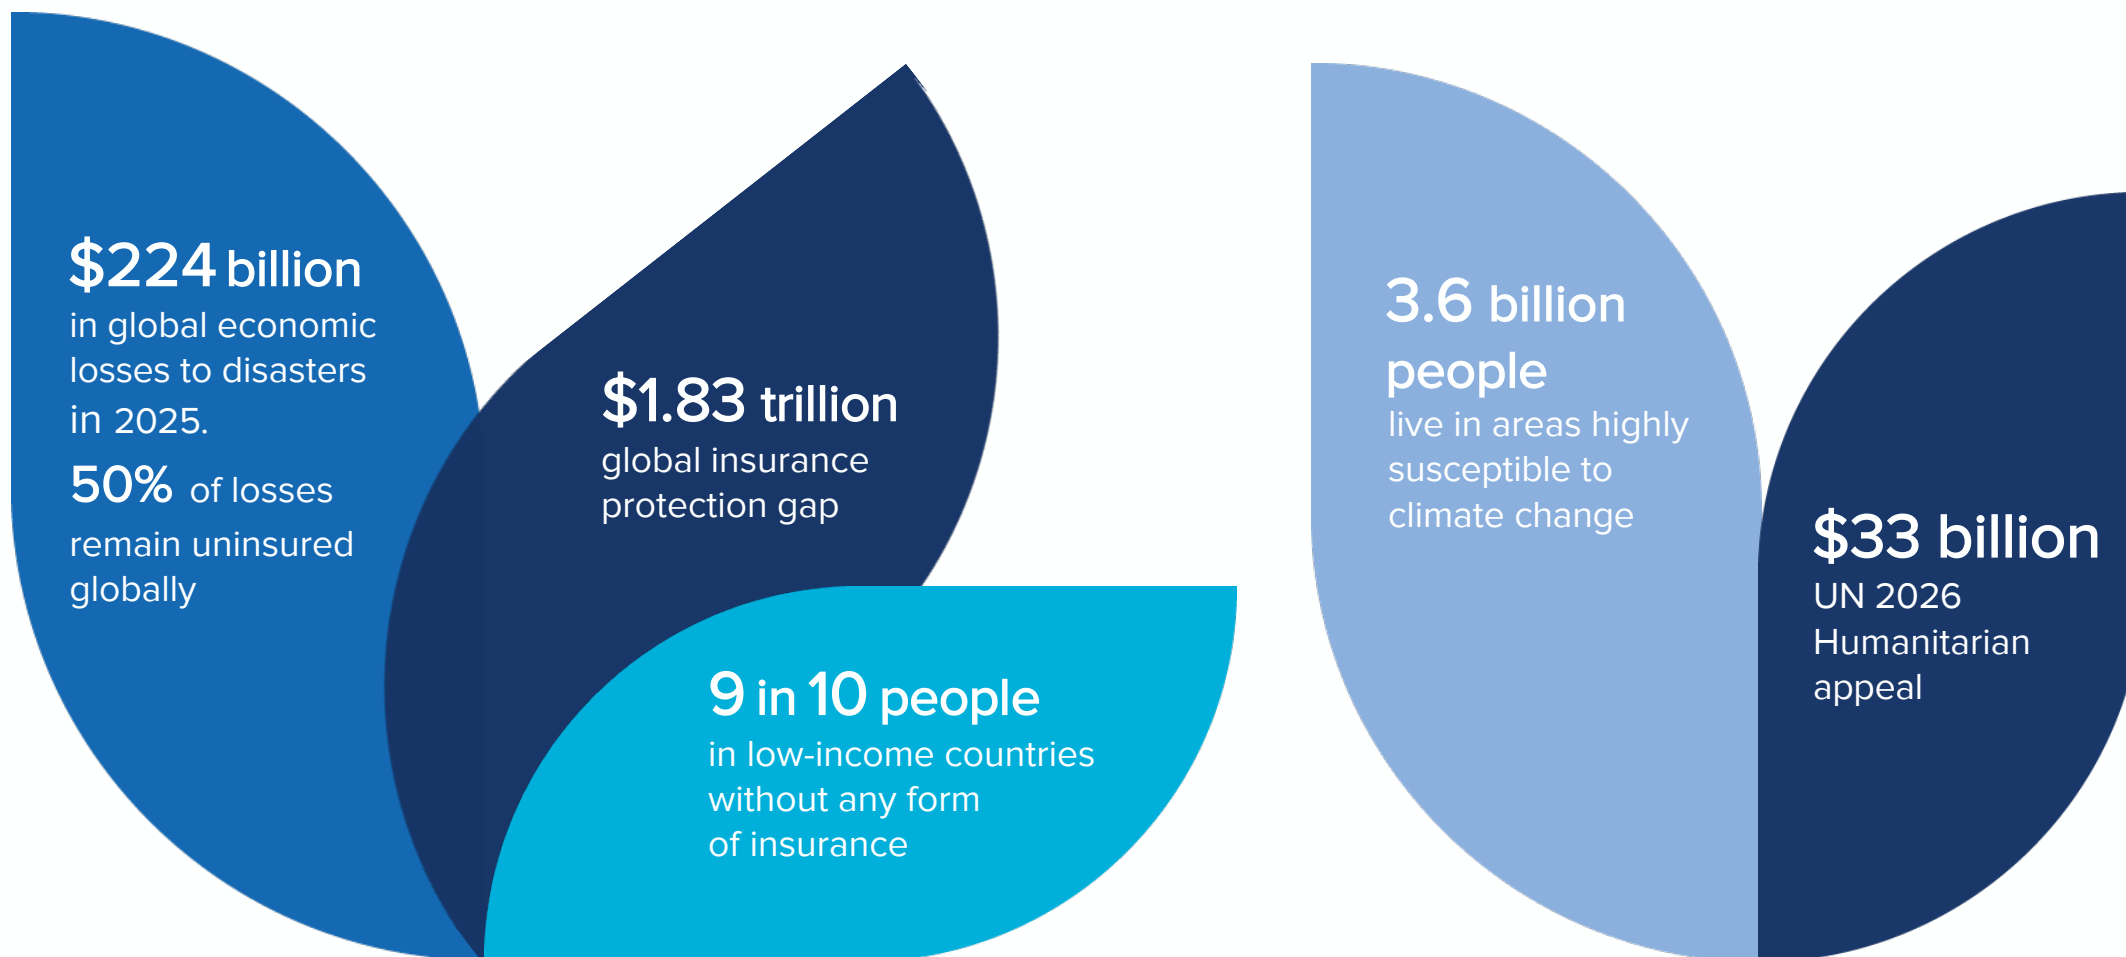 $224 billion
in global economic
losses to disasters
in 2025.
50% of losses
remain uninsured
globally
$1.83 trillion
global insurance
protection gap
9 in 10 people
in low-income countries
without any form
of insurance
3.6 billion
people
live in areas highly
susceptible to
climate change
$33 billion
UN 2026
Humanitarian
appeal